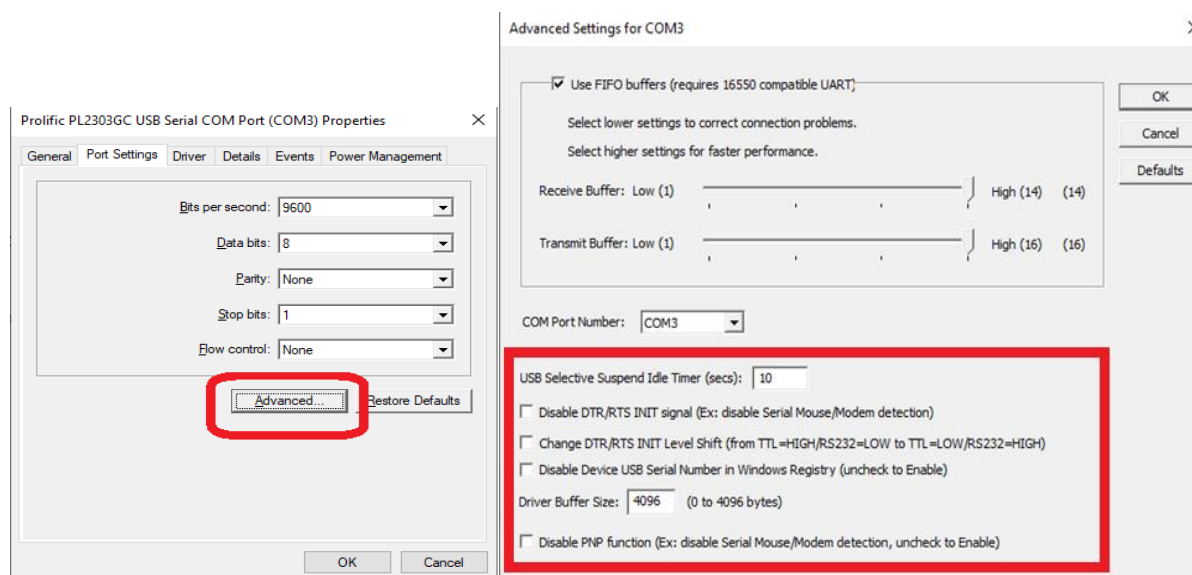 Prolific PL2303GC USB Serial COM Port (COM3) Properties
General Port Settings Driver Details Events Power Management
Bits per second: 9600
Data bits: 8
Parity: None
Stop bits: 1
Flow control: None
Advanced... Restore Defaults
OK Cancel
Advanced Settings for COM3
Use FIFO buffers (requires 16550 compatible UART)
OK
Select lower settings to correct connection problems.
Cancel
Select higher settings for faster performance.
Defaults
Receive Buffer: Low (1) High (14) (14)
Transmit Buffer: Low (1) High (16) (16)
COM Port Number: COM3
USB Selective Suspend Idle Timer (secs): 10
Disable DTR/RTS INIT signal (Ex: disable Serial Mouse/Modem detection)
Change DTR/RTS INIT Level Shift (from TTL=HIGH/RS232=LOW to TTL=LOW/RS232=HIGH)
Disable Device USB Serial Number in Windows Registry (uncheck to Enable)
Driver Buffer Size: 4096 (0 to 4096 bytes)
Disable PNP function (Ex: disable Serial Mouse/Modem detection, uncheck to Enable)